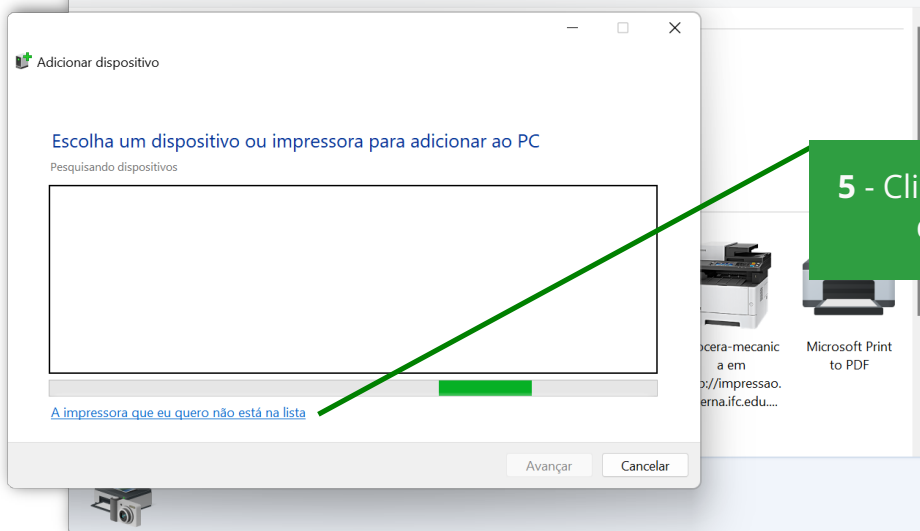 Adicionar dispositivo
Escolha um dispositivo ou impressora para adicionar ao PC
Pesquisando dispositivos
A impressora que eu quero não está na lista
Avançar Cancelar
5 - Cli
ocera-mecanic
a em
p://impressao.
erna.ifc.edu....
Microsoft Print
to PDF